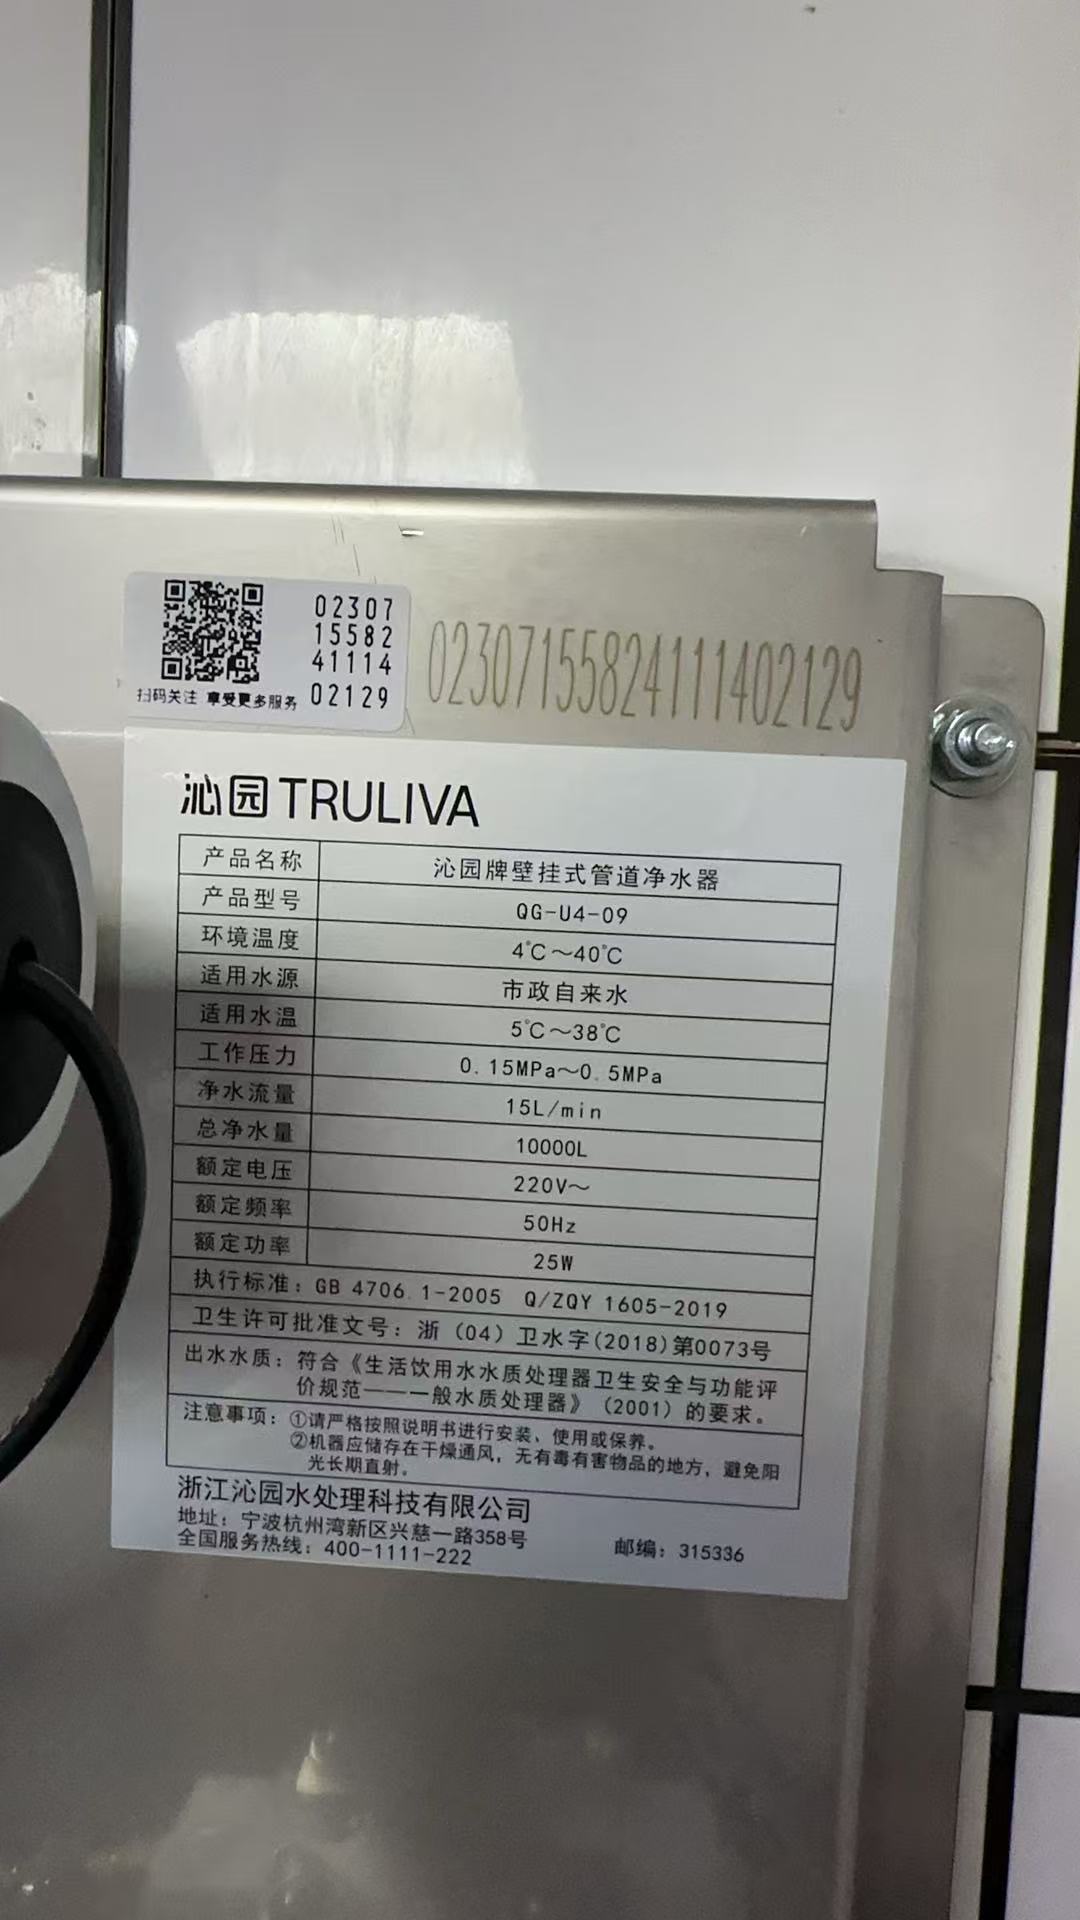 02307
15582
41114
02129
扫码关注 享受更多服务
02307155824111402129
沁园 TRULIVA
产品名称 沁园牌壁挂式管道净水器
产品型号 QG-U4-09
环境温度 4℃～40℃
适用水源 市政自来水
适用水温 5℃～38℃
工作压力 0.15MPa～0.5MPa
净水流量 15L/min
总净水量 10000L
额定电压 220V～
额定频率 50Hz
额定功率 25W
执行标准：GB 4706.1-2005 Q/ZQY 1605-2019
卫生许可批准文号：浙（04）卫水字(2018)第0073号
出水水质：符合《生活饮用水水质处理器卫生安全与功能评
价规范——一般水质处理器》（2001）的要求。
注意事项：①请严格按照说明书进行安装、使用或保养。
②机器应储存在干燥通风，无有毒有害物品的地方，避免阳
光长期直射。
浙江沁园水处理科技有限公司
地址：宁波杭州湾新区兴慈一路358号 邮编：315336
全国服务热线：400-1111-222